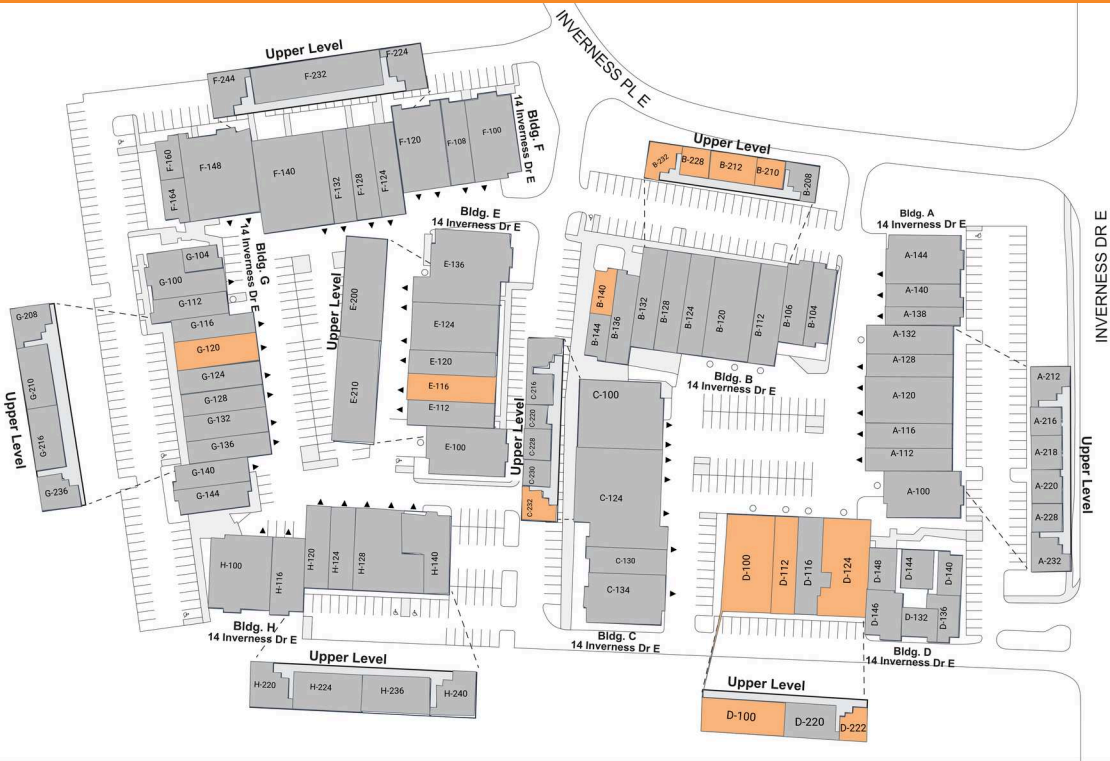 INVERNESS PL E
INVERNESS DR E
Upper Level
F-244
F-232
F-224
Bldg. F
14 Inverness Dr E
F-160
F-164
F-148
F-140
F-132
F-128
F-124
F-120
F-108
F-100
Upper Level
B-232
B-228
B-212
B-210
B-208
Bldg. A
14 Inverness Dr E
A-144
A-140
A-138
A-132
A-128
A-120
A-116
A-112
A-100
Upper Level
A-212
A-216
A-218
A-220
A-228
A-232
Bldg. G
14 Inverness Dr E
G-104
G-100
G-112
G-116
G-120
G-124
G-128
G-132
G-136
G-140
G-144
Upper Level
G-208
G-210
G-216
G-236
Bldg. E
14 Inverness Dr E
E-136
E-124
E-120
E-116
E-112
E-100
Upper Level
E-200
E-210
B-140
B-144
B-136
B-132
B-128
B-124
B-120
B-112
B-106
B-104
Bldg. B
14 Inverness Dr E
Upper Level
C-216
C-220
C-228
C-230
C-232
C-100
C-124
C-130
C-134
Bldg. C
14 Inverness Dr E
D-100
D-112
D-116
D-124
D-148
D-144
D-140
D-146
D-132
D-136
Bldg. D
14 Inverness Dr E
Upper Level
D-100
D-220
D-222
H-100
H-116
H-120
H-124
H-128
H-140
Bldg. H
14 Inverness Dr E
Upper Level
H-220
H-224
H-236
H-240